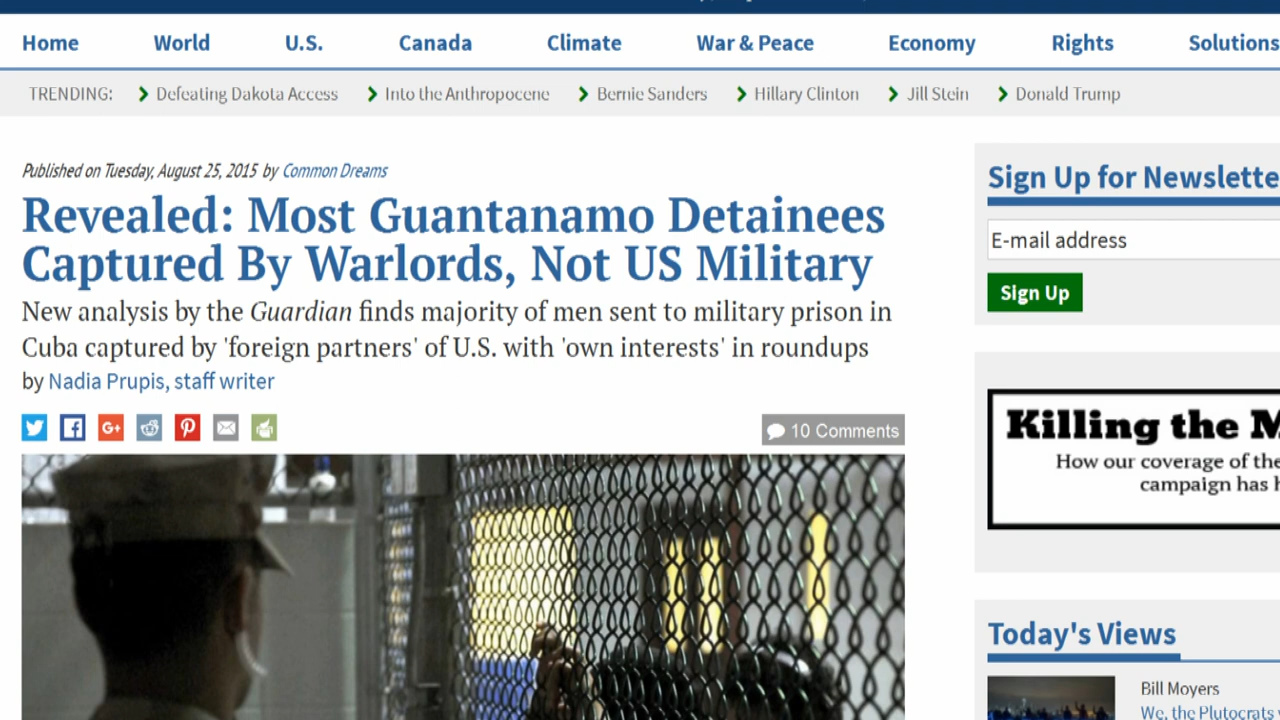 Home World U.S. Canada Climate War & Peace Economy Rights Solutions
TRENDING: Defeating Dakota Access Into the Anthropocene Bernie Sanders Hillary Clinton Jill Stein Donald Trump
Published on Tuesday, August 25, 2015 by Common Dreams
Revealed: Most Guantanamo Detainees
Captured By Warlords, Not US Military
New analysis by the Guardian finds majority of men sent to military prison in
Cuba captured by 'foreign partners' of U.S. with 'own interests' in roundups
by Nadia Prupis, staff writer
10 Comments
Sign Up for Newslette
E-mail address
Sign Up
Killing the M
How our coverage of the
campaign has h
Today's Views
Bill Moyers
We, the Plutocrats